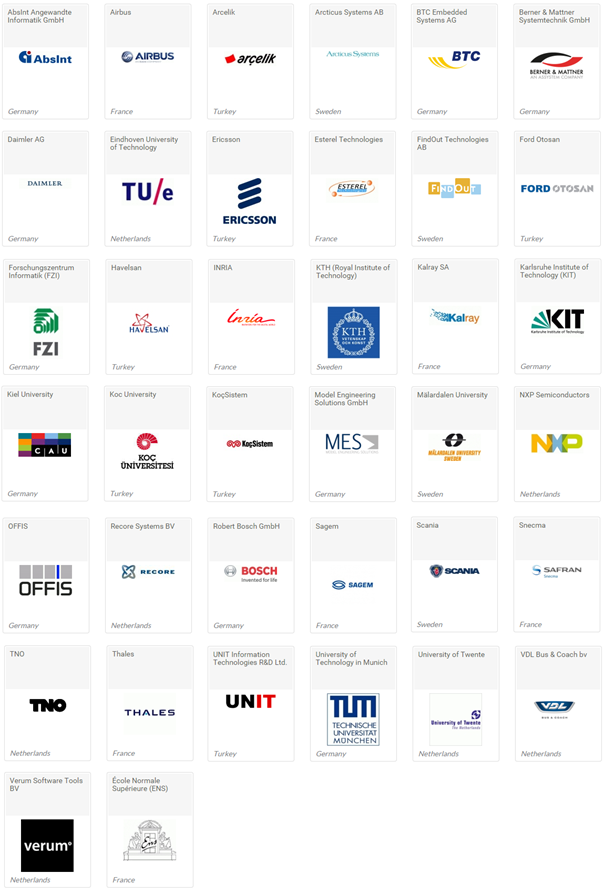 AbsInt Angewandte
Informatik GmbH
AbsInt
Germany
Airbus
AIRBUS
France
Arcelik
arçelik
Turkey
Arcticus Systems AB
Arcticus Systems
Sweden
BTC Embedded
Systems AG
BTC
Germany
Berner & Mattner
Systemtechnik GmbH
BERNER & MATTNER
AN ASSYSTEM COMPANY
Germany
Daimler AG
DAIMLER
Germany
Eindhoven University
of Technology
TU/e
Netherlands
Ericsson
ERICSSON
Turkey
Esterel Technologies
ESTEREL
France
FindOut Technologies
AB
FINDOUT
Sweden
Ford Otosan
FORD OTOSAN
Turkey
Forschungszentrum
Informatik (FZI)
FZI
Germany
Havelsan
HAVELSAN
Turkey
INRIA
Inria
France
KTH (Royal Institute of
Technology)
KTH
VETENSKAP
OCH KONST
Sweden
Kalray SA
Kalray
France
Karlsruhe Institute of
Technology (KIT)
KIT
Karlsruhe Institute of Technology
Germany
Kiel University
C A U
Germany
Koc University
KOÇ
ÜNİVERSİTESİ
Turkey
KoçSistem
KoçSistem
Turkey
Model Engineering
Solutions GmbH
MES
Germany
Mälardalen University
MÄLARDALEN UNIVERSITY
SWEDEN
Sweden
NXP Semiconductors
NXP
Netherlands
OFFIS
OFFIS
Germany
Recore Systems BV
RECORE
Netherlands
Robert Bosch GmbH
BOSCH
Invented for life
Germany
Sagem
SAGEM
France
Scania
SCANIA
Sweden
Snecma
SAFRAN
Snecma
France
TNO
TNO
Netherlands
Thales
THALES
France
UNIT Information
Technologies R&D Ltd.
UNIT
Turkey
University of
Technology in Munich
TUM
TECHNISCHE
UNIVERSITÄT
MÜNCHEN
Germany
University of Twente
University of Twente
The Netherlands
Netherlands
VDL Bus & Coach bv
VDL
BUS & COACH
Netherlands
Verum Software Tools
BV
verum
Netherlands
École Normale
Supérieure (ENS)
Ens
France